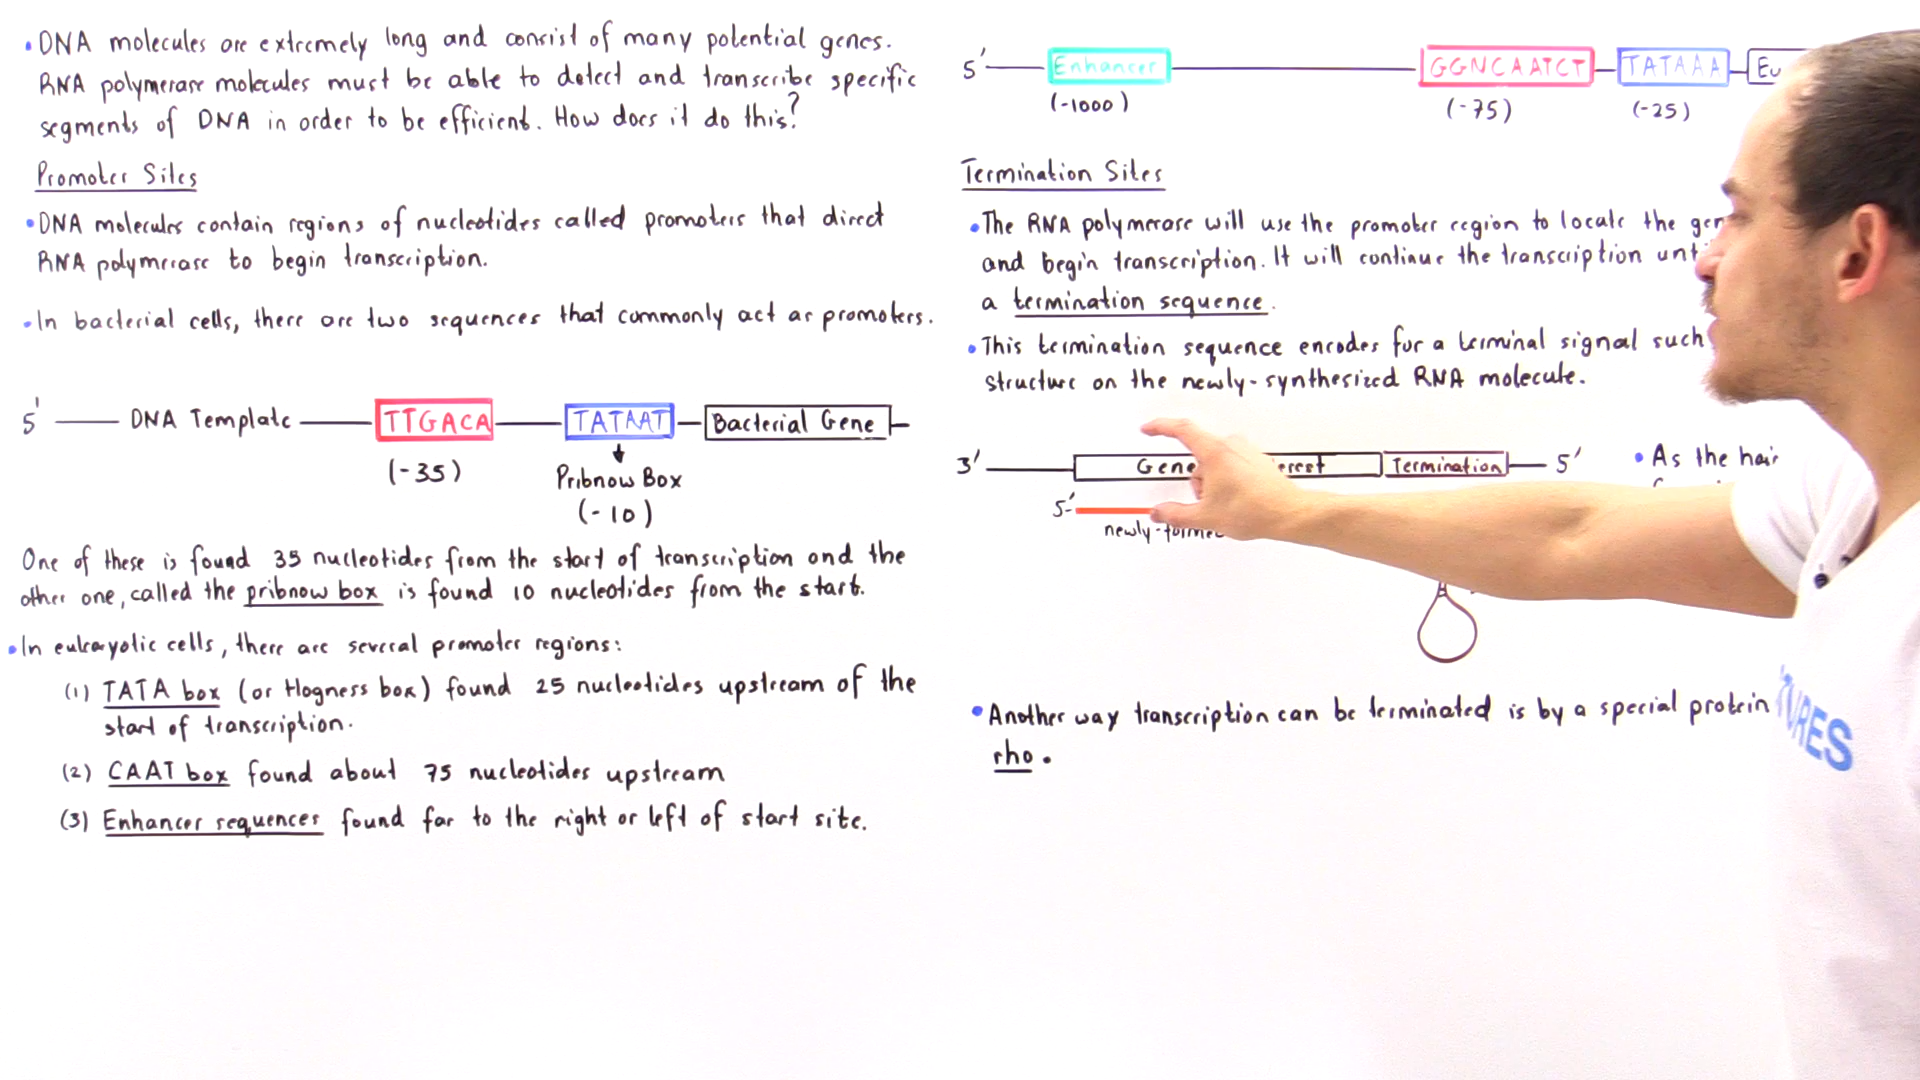 • DNA molecules are extremely long and consist of many potential genes.
RNA polymerase molecules must be able to detect and transcribe specific
segments of DNA in order to be efficient. How does it do this?
Promoter Sites
• DNA molecules contain regions of nucleotides called promoters that direct
RNA polymerase to begin transcription.
• In bacterial cells, there are two sequences that commonly act as promoters.
5' DNA Template TTGACA TATAAT Bacterial Gene
(-35) Pribnow Box
(-10)
One of these is found 35 nucleotides from the start of transcription and the
other one, called the pribnow box is found 10 nucleotides from the start.
• In eukaryotic cells, there are several promoter regions:
(1) TATA box (or Hogness box) found 25 nucleotides upstream of the
start of transcription.
(2) CAAT box found about 75 nucleotides upstream
(3) Enhancer sequences found far to the right or left of start site.
5' Enhancer GGNCAATCT TATAAA
(-1000) (-75) (-25)
Termination Sites
• The RNA polymerase will use the promoter region to locate the
and begin transcription. It will continue the transcription
a termination sequence.
• This termination sequence encodes for a terminal signal such
structure on the newly-synthesized RNA molecule.
3' Gene Termination 5'
5'
• As the hair
• Another way transcription can be terminated is by a special protein
rho.